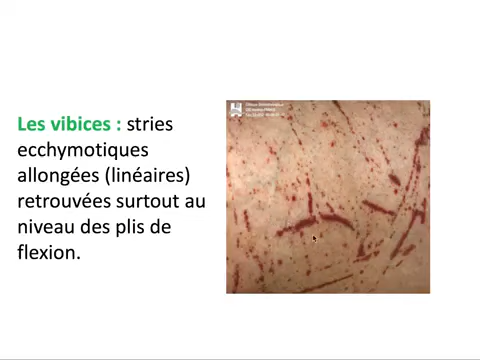 Les vibices : stries
ecchymotiques
allongées (linéaires)
retrouvées surtout au
niveau des plis de
flexion.